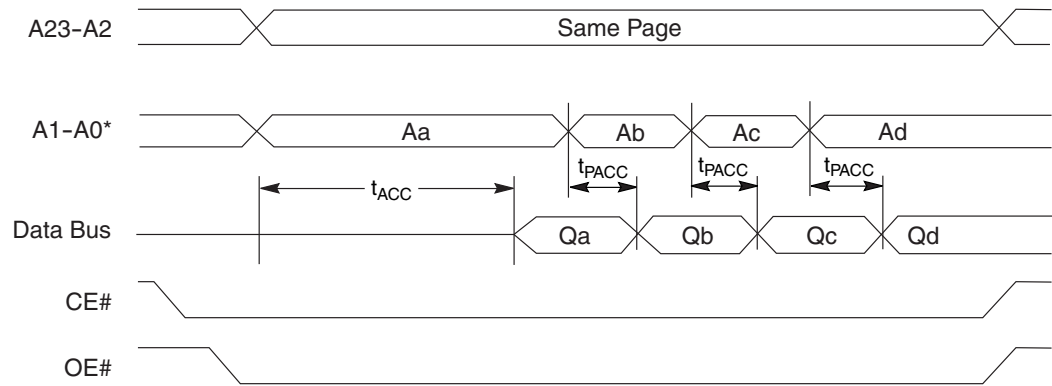 A23–A2
Same Page
A1–A0*
Aa
Ab
Ac
Ad
tACC
tPACC
tPACC
tPACC
Data Bus
Qa
Qb
Qc
Qd
CE#
OE#